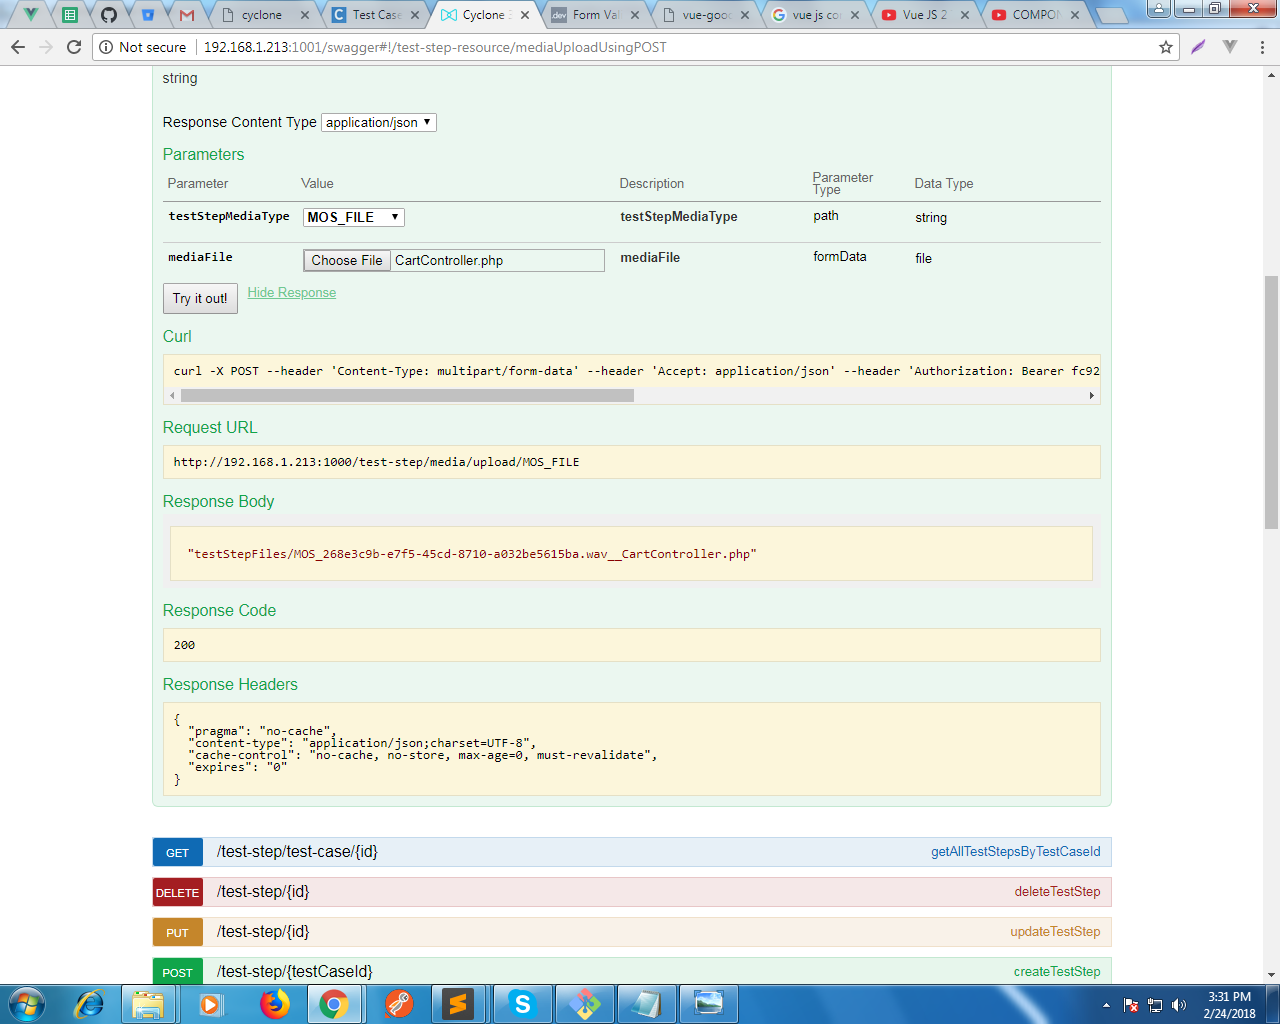 cyclone
Test Case
Cyclone 3
Form Val
vue-good
vue js co
Vue JS 2
COMPON
Not secure
192.168.1.213:1001/swagger#!/test-step-resource/mediaUploadUsingPOST
string
Response Content Type application/json
Parameters
Parameter Value Description Parameter Type Data Type
testStepMediaType MOS_FILE testStepMediaType path string
mediaFile Choose File CartController.php mediaFile formData file
Try it out! Hide Response
Curl
curl -X POST --header 'Content-Type: multipart/form-data' --header 'Accept: application/json' --header 'Authorization: Bearer fc92
Request URL
http://192.168.1.213:1000/test-step/media/upload/MOS_FILE
Response Body
"testStepFiles/MOS_268e3c9b-e7f5-45cd-8710-a032be5615ba.wav__CartController.php"
Response Code
200
Response Headers
{
"pragma": "no-cache",
"content-type": "application/json;charset=UTF-8",
"cache-control": "no-cache, no-store, max-age=0, must-revalidate",
"expires": "0"
}
GET /test-step/test-case/{id} getAllTestStepsByTestCaseId
DELETE /test-step/{id} deleteTestStep
PUT /test-step/{id} updateTestStep
POST /test-step/{testCaseId} createTestStep
3:31 PM
2/24/2018